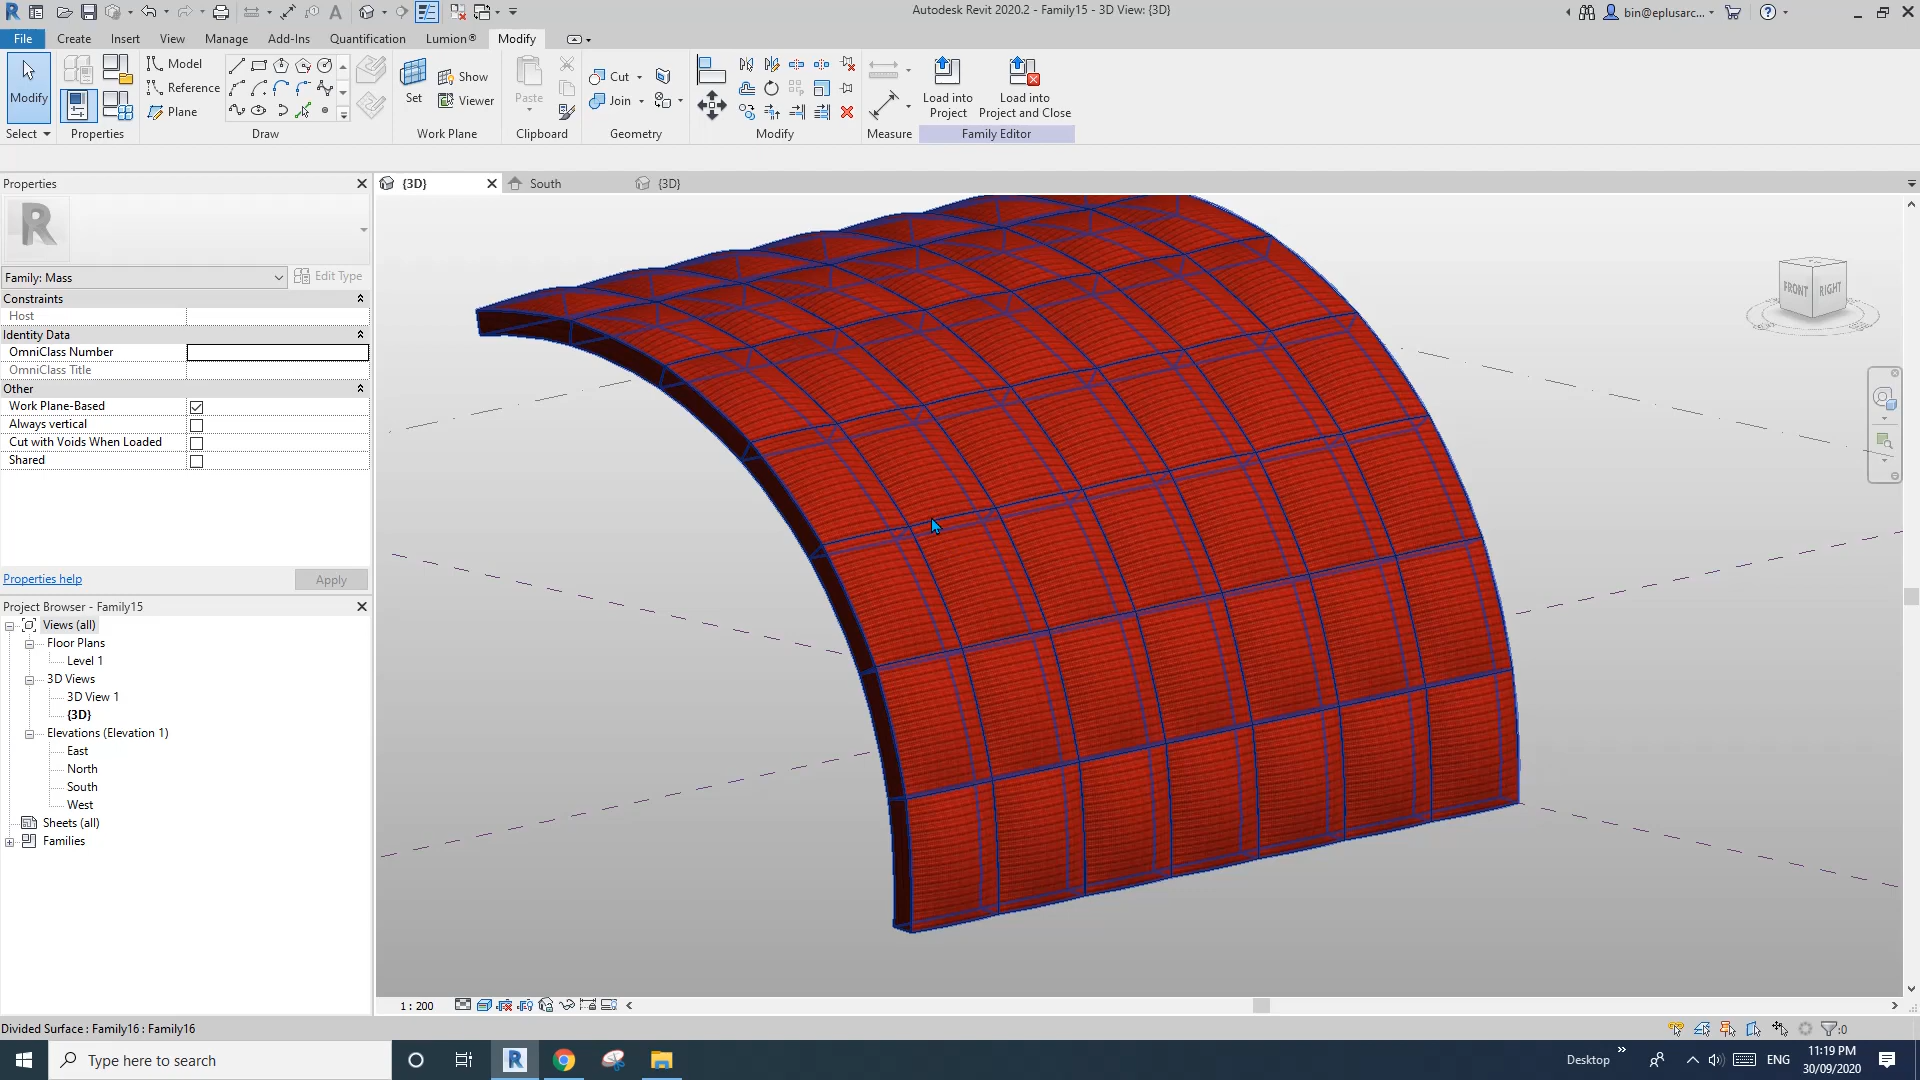 Autodesk Revit 2020.2 - Family15 - 3D View: {3D}
bin@eplusarc...
File Create Insert View Manage Add-Ins Quantification Lumion® Modify
Modify
Select
Properties
Model
Reference
Plane
Draw
Set
Show
Viewer
Work Plane
Paste
Clipboard
Cut
Join
Geometry
Modify
Measure
Load into
Project
Load into
Project and Close
Family Editor
Properties
{3D}
South
{3D}
R
Family: Mass
Edit Type
Constraints
Host
Identity Data
OmniClass Number
OmniClass Title
Other
Work Plane-Based
Always vertical
Cut with Voids When Loaded
Shared
Properties help
Apply
Project Browser - Family15
Views (all)
Floor Plans
Level 1
3D Views
3D View 1
{3D}
Elevations (Elevation 1)
East
North
South
West
Sheets (all)
Families
FRONT
RIGHT
1 : 200
Divided Surface : Family16 : Family16
:0
Type here to search
Desktop
ENG
11:19 PM
30/09/2020